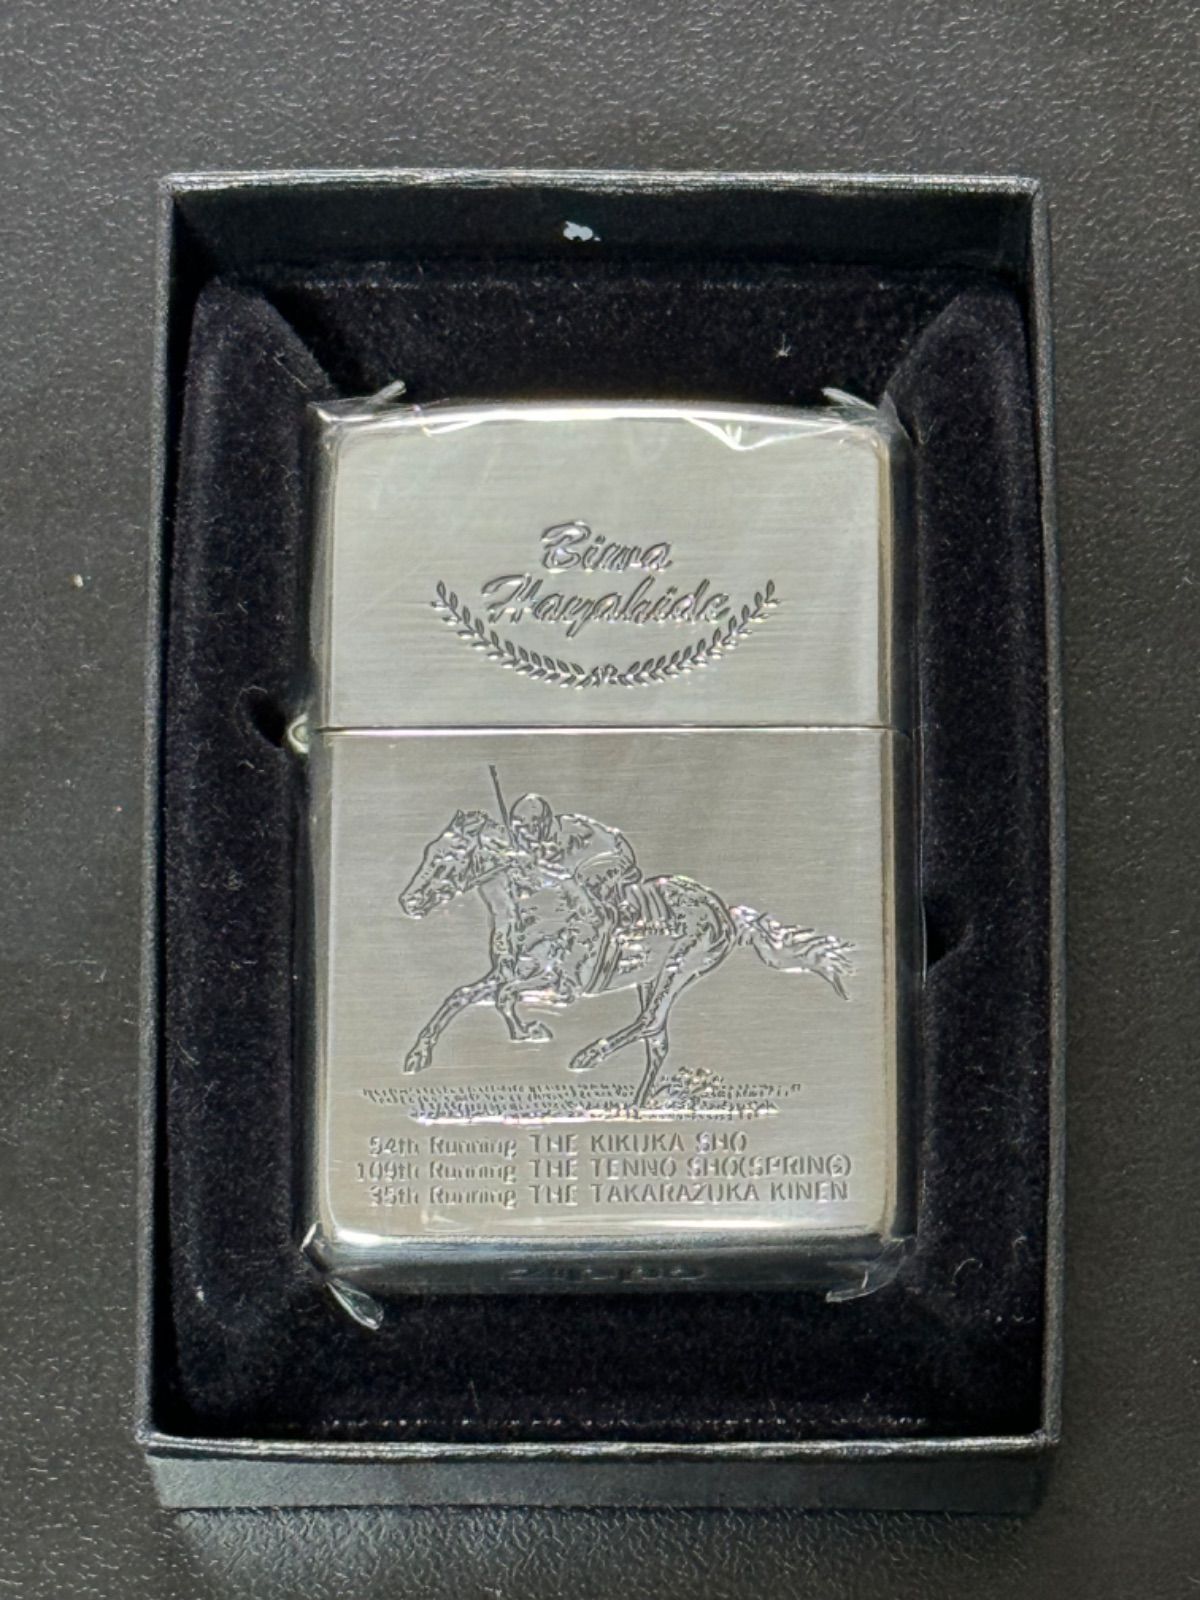 Biwa
Hayahide
54th Running THE KIKUKA SHO
109th Running THE TENNO SHO(SPRING)
35th Running THE TAKARAZUKA KINEN